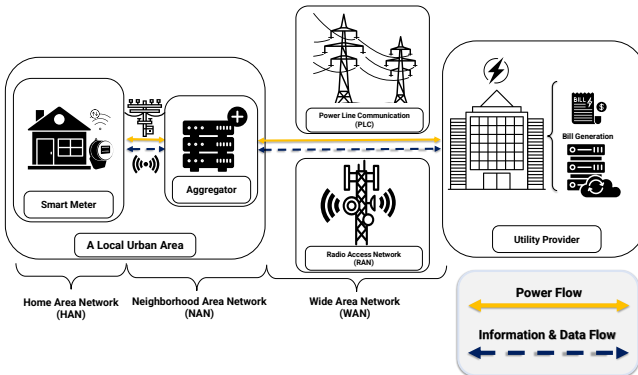 Power Line Communication
(PLC)
BILL
Bill Generation
Smart Meter
Aggregator
A Local Urban Area
Radio Access Network
(RAN)
Utility Provider
Home Area Network
(HAN)
Neighborhood Area Network
(NAN)
Wide Area Network
(WAN)
Power Flow
Information & Data Flow